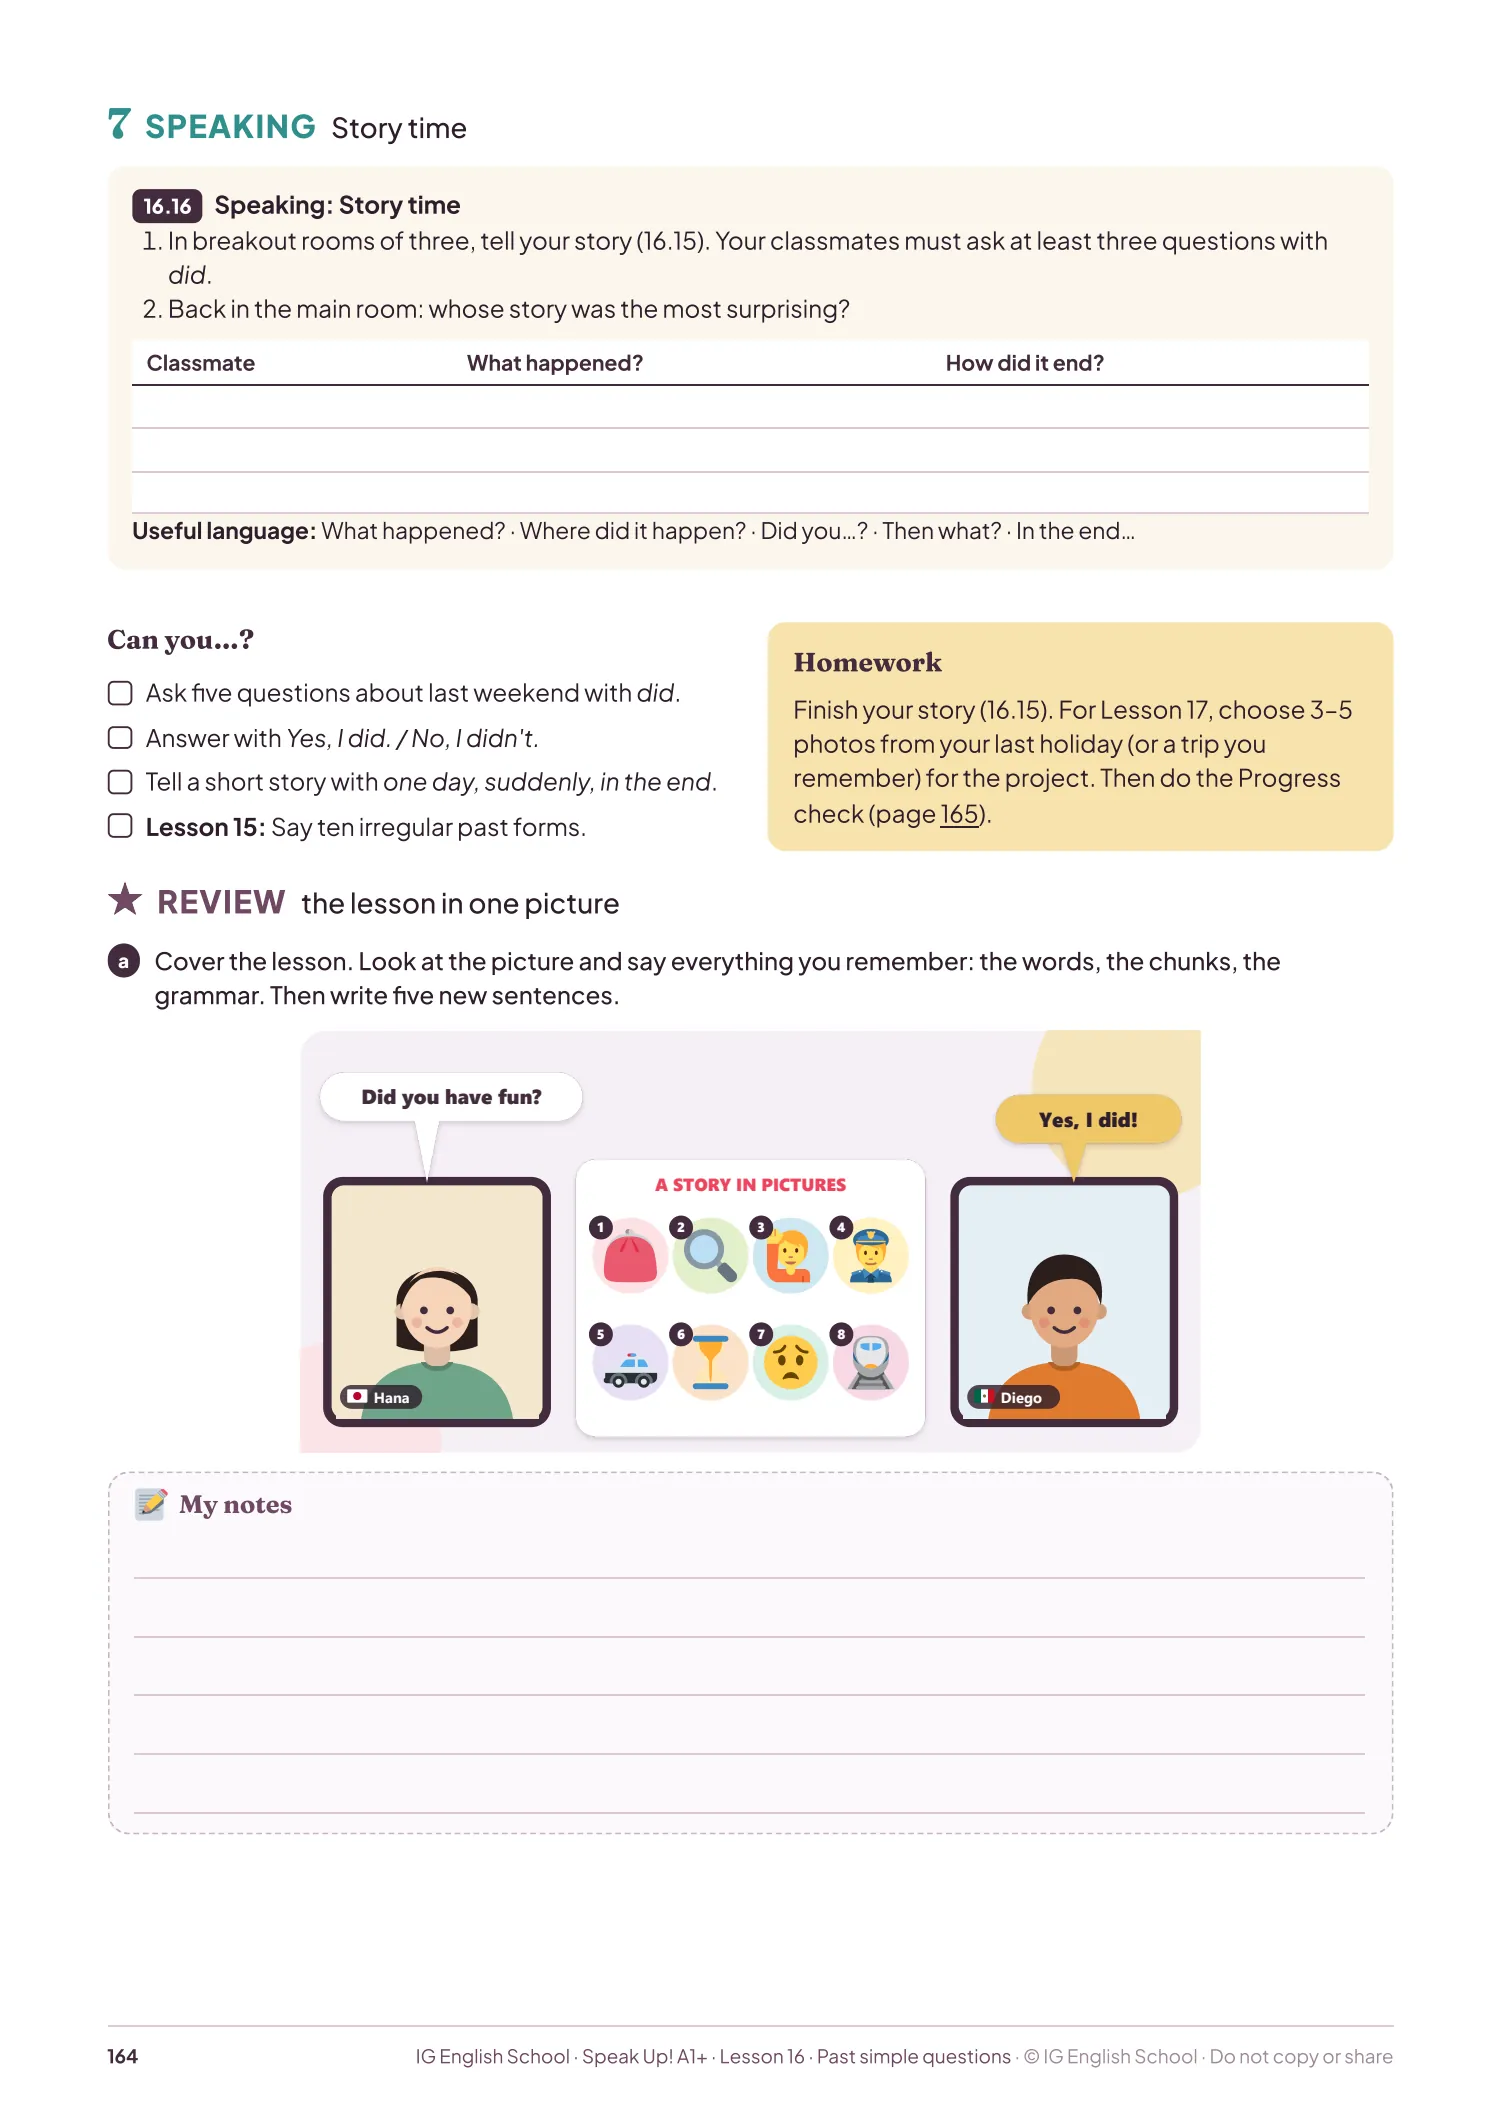 7 SPEAKING Story time
16.16 Speaking: Story time
1. In breakout rooms of three, tell your story (16.15). Your classmates must ask at least three questions with
did.
2. Back in the main room: whose story was the most surprising?
Classmate What happened? How did it end?
Useful language: What happened? · Where did it happen? · Did you…? · Then what? · In the end…
Can you…?
Ask five questions about last weekend with did.
Answer with Yes, I did. / No, I didn't.
Tell a short story with one day, suddenly, in the end.
Lesson 15: Say ten irregular past forms.
Homework
Finish your story (16.15). For Lesson 17, choose 3–5
photos from your last holiday (or a trip you
remember) for the project. Then do the Progress
check (page 165).
★ REVIEW the lesson in one picture
a Cover the lesson. Look at the picture and say everything you remember: the words, the chunks, the
grammar. Then write five new sentences.
Did you have fun?
Yes, I did!
A STORY IN PICTURES
1 2 3 4
5 6 7 8
Hana
Diego
My notes
164 IG English School · Speak Up! A1+ · Lesson 16 · Past simple questions · © IG English School · Do not copy or share